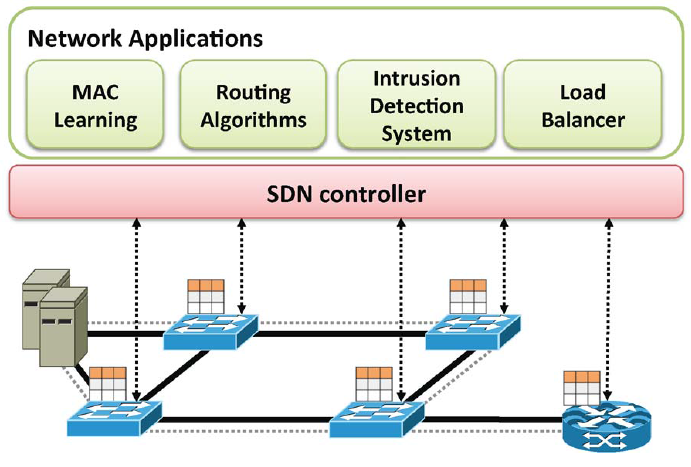 Network Applications
MAC
Learning
Routing
Algorithms
Intrusion
Detection
System
Load
Balancer
SDN controller